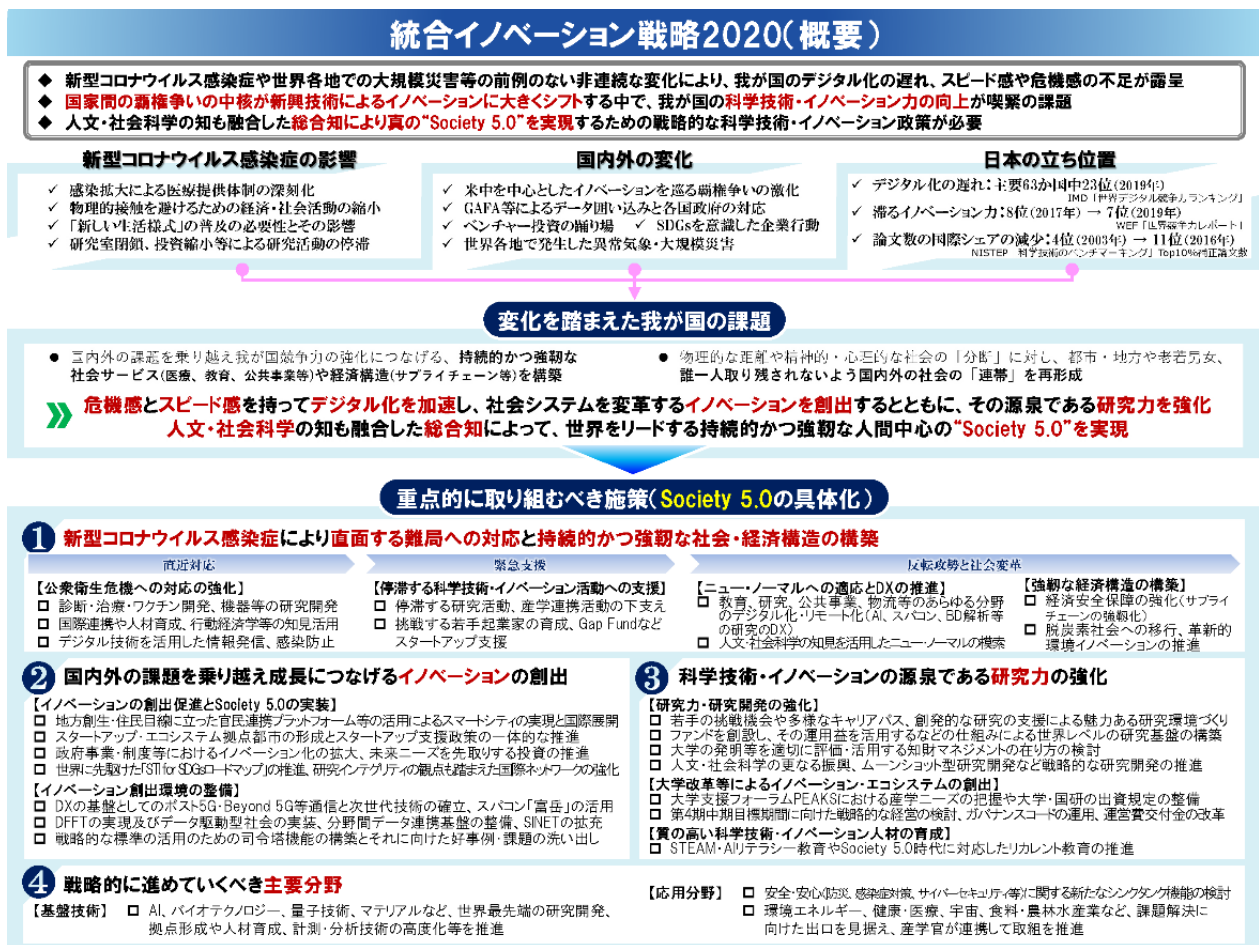 統合イノベーション戦略2020(概要)
◆ 新型コロナウイルス感染症や世界各地での大規模災害等の前例のない非連続な変化により、我が国のデジタル化の遅れ、スピード感や危機感の不足が露呈
◆ 国家間の覇権争いの中核が新興技術によるイノベーションに大きくシフトする中で、我が国の科学技術・イノベーション力の向上が喫緊の課題
◆ 人文・社会科学の知も融合した総合知により真の“Society 5.0”を実現するための戦略的な科学技術・イノベーション政策が必要
新型コロナウイルス感染症の影響
✓ 感染拡大による医療提供体制の深刻化
✓ 物理的接触を避けるための経済・社会活動の縮小
✓ 「新しい生活様式」の普及の必要性とその影響
✓ 研究室閉鎖、投資縮小等による研究活動の停滞
国内外の変化
✓ 米中を中心としたイノベーションを巡る覇権争いの激化
✓ GAFA等によるデータ囲い込みと各国政府の対応
✓ ベンチャー投資の踊り場 ✓ SDGsを意識した企業行動
✓ 世界各地で発生した異常気象・大規模災害
日本の立ち位置
✓ デジタル化の遅れ:主要63か国中23位(2019年)
IMD「世界デジタル競争力ランキング」
✓ 滞るイノベーション力:8位(2017年) → 7位(2019年)
WEF「世界競争力レポート」
✓ 論文数の国際シェアの減少:4位(2003年) → 11位(2016年)
NISTEP 科学技術のベンチマーキング」Top10%補正論文数
変化を踏まえた我が国の課題
● 国内外の課題を乗り越え我が国競争力の強化につなげる、持続的かつ強靭な
社会サービス(医療、教育、公共事業等)や経済構造(サプライチェーン等)を構築
● 物理的な距離や精神的・心理的な社会の「分断」に対し、都市・地方や老若男女、
誰一人取り残されないよう国内外の社会の「連帯」を再形成
危機感とスピード感を持ってデジタル化を加速し、社会システムを変革するイノベーションを創出するとともに、その源泉である研究力を強化
人文・社会科学の知も融合した総合知によって、世界をリードする持続的かつ強靭な人間中心の“Society 5.0”を実現
重点的に取り組むべき施策(Society 5.0の具体化)
1 新型コロナウイルス感染症により直面する難局への対応と持続的かつ強靭な社会・経済構造の構築
直近対応
緊急支援
反転攻勢と社会変革
【公衆衛生危機への対応の強化】
□ 診断・治療・ワクチン開発、機器等の研究開発
□ 国際連携や人材育成、行動経済学等の知見活用
□ デジタル技術を活用した情報発信、感染防止
【停滞する科学技術・イノベーション活動への支援】
□ 停滞する研究活動、産学連携活動の下支え
□ 挑戦する若手起業家の育成、Gap Fundなど
スタートアップ支援
【ニュー・ノーマルへの適応とDXの推進】
□ 教育、研究、公共事業、物流等のあらゆる分野
のデジタル化・リモート化(AI、スパコン、BD解析等
の研究のDX)
□ 人文・社会科学の知見を活用したニュー・ノーマルの模索
【強靭な経済構造の構築】
□ 経済安全保障の強化(サプライ
チェーンの強靭化)
□ 脱炭素社会への移行、革新的
環境イノベーションの推進
2 国内外の課題を乗り越え成長につなげるイノベーションの創出
【イノベーションの創出促進とSociety 5.0の実装】
□ 地方創生・住民目線に立った官民連携プラットフォーム等の活用によるスマートシティの実現と国際展開
□ スタートアップ・エコシステム拠点都市の形成とスタートアップ支援政策の一体的な推進
□ 政府事業・制度等におけるイノベーション化の拡大、未来ニーズを先取りする投資の推進
□ 世界に先駆けた「STI for SDGsロードマップ」の推進、研究インテグリティの観点も踏まえた国際ネットワークの強化
【イノベーション創出環境の整備】
□ DXの基盤としてのポスト5G・Beyond 5G等通信と次世代技術の確立、スパコン「富岳」の活用
□ DFFTの実現及びデータ駆動型社会の実装、分野間データ連携基盤の整備、SINETの拡充
□ 戦略的な標準の活用のための司令塔機能の構築とそれに向けた好事例・課題の洗い出し
3 科学技術・イノベーションの源泉である研究力の強化
【研究力・研究開発の強化】
□ 若手の挑戦機会や多様なキャリアパス、創発的な研究の支援による魅力ある研究環境づくり
□ ファンドを創設し、その運用益を活用するなどの仕組みによる世界レベルの研究基盤の構築
□ 大学の発明等を適切に評価・活用する知財マネジメントの在り方の検討
□ 人文・社会科学の更なる振興、ムーンショット型研究開発など戦略的な研究開発の推進
【大学改革等によるイノベーション・エコシステムの創出】
□ 大学支援フォーラムPEAKSにおける産学ニーズの把握や大学・国研の出資規定の整備
□ 第4期中期目標期間に向けた戦略的な経営の検討、ガバナンスコードの運用、運営費交付金の改革
【質の高い科学技術・イノベーション人材の育成】
□ STEAM・AIリテラシー教育やSociety 5.0時代に対応したリカレント教育の推進
4 戦略的に進めていくべき主要分野
【基盤技術】 □ AI、バイオテクノロジー、量子技術、マテリアルなど、世界最先端の研究開発、
拠点形成や人材育成、計測・分析技術の高度化等を推進
【応用分野】 □ 安全・安心(防災、感染症対策、サイバーセキュリティ等)に関する新たなシンクタンク機能の検討
□ 環境エネルギー、健康・医療、宇宙、食料・農林水産業など、課題解決に
向けた出口を見据え、産学官が連携して取組を推進